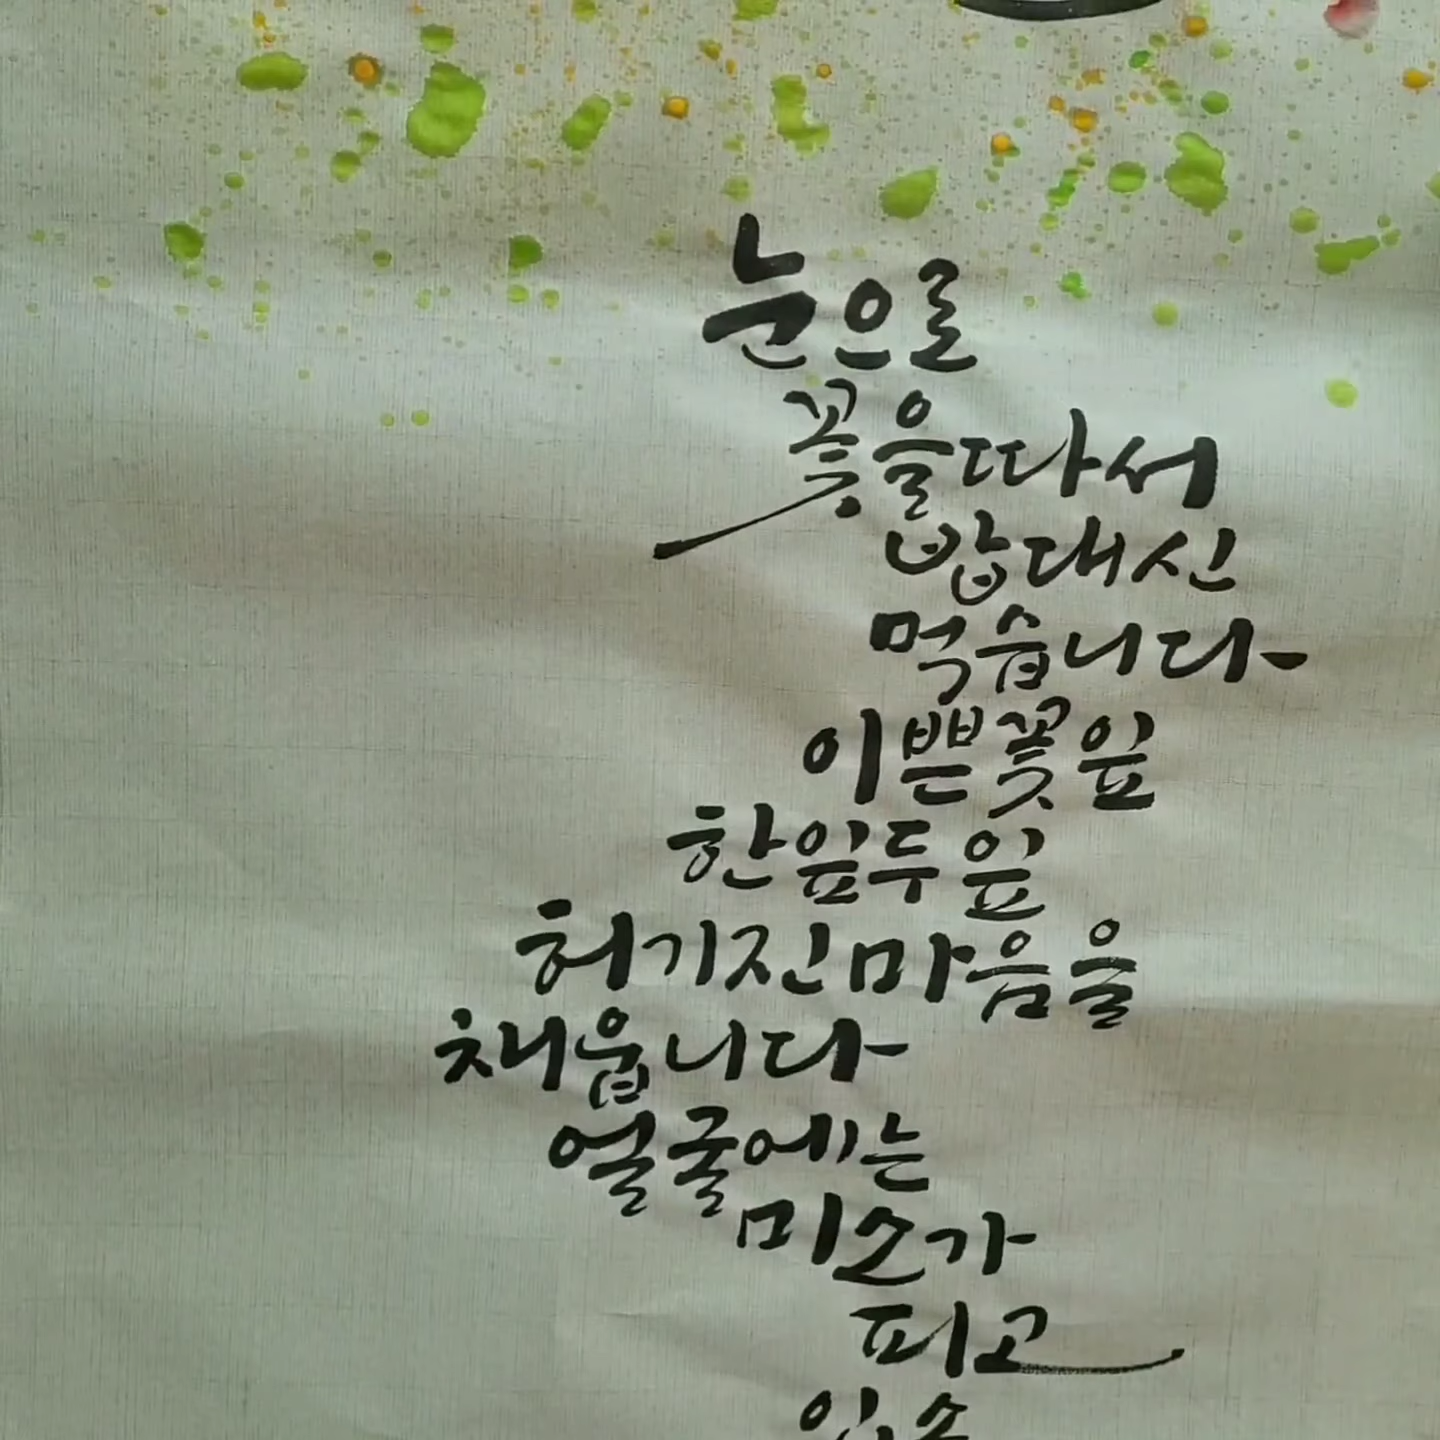 눈으로
꽃을따서
밥대신
먹습니다
이쁜꽃잎
한잎두잎
허기진마음을
채웁니다
얼굴에는
미소가
피고